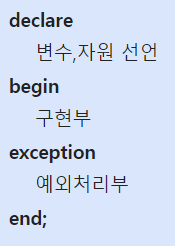 declare
변수,자원 선언
begin
구현부
exception
예외처리부
end;